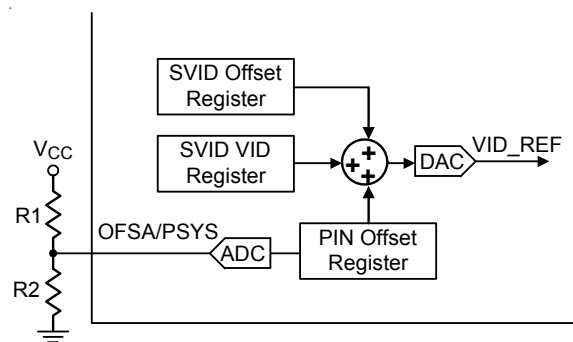 SVID Offset
Register
VCC
SVID VID
Register
+
+
+
DAC
VID_REF
R1
OFSA/PSYS
ADC
PIN Offset
Register
R2